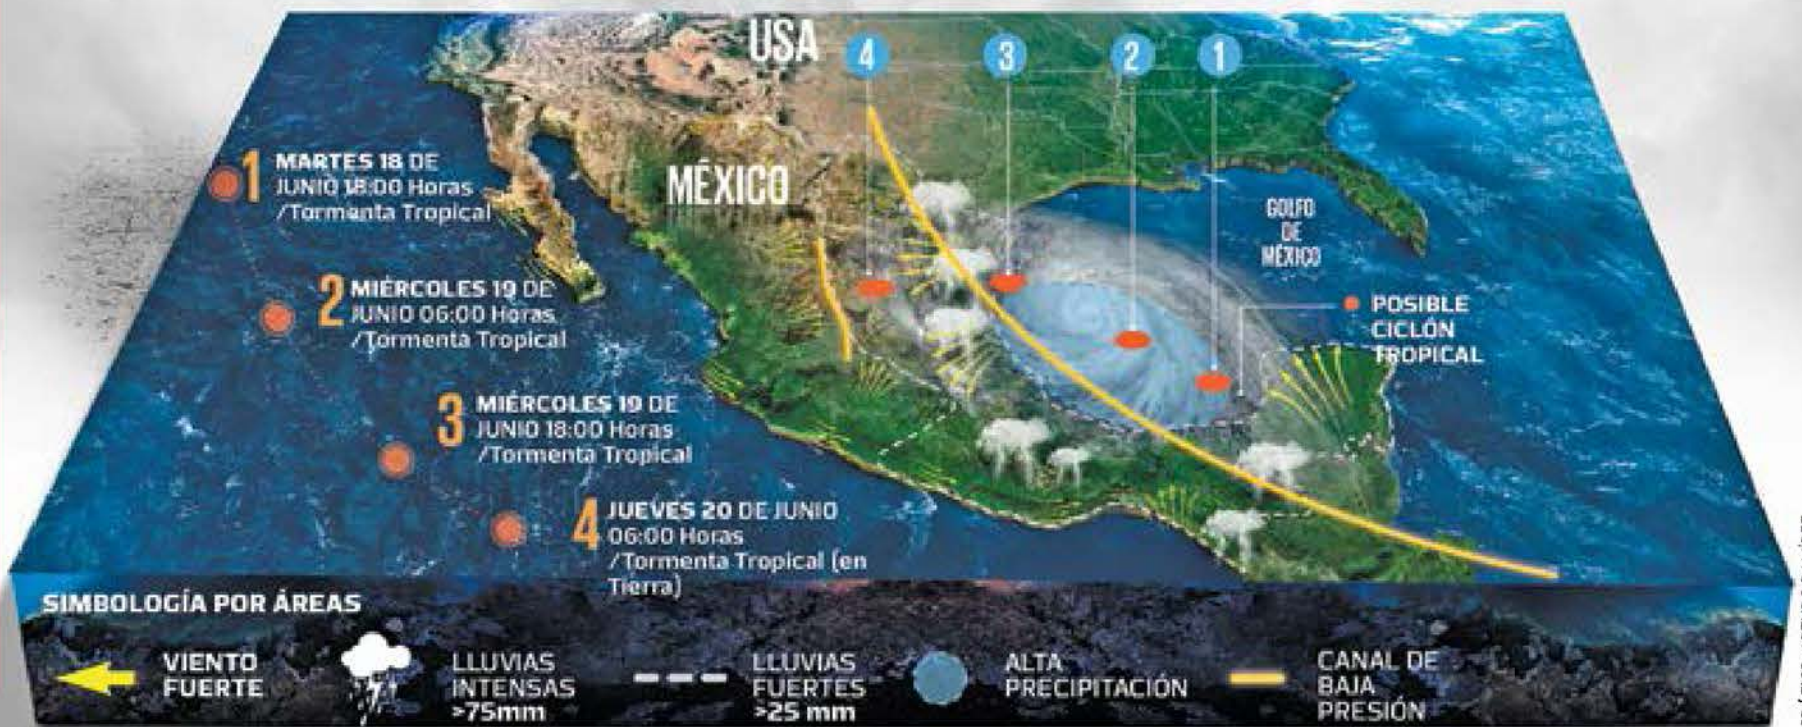 USA
4
3
2
1
MÉXICO
GOLFO
DE
MÉXICO
1 MARTES 18 DE
JUNIO 18:00 Horas
/Tormenta Tropical
2 MIÉRCOLES 19 DE
JUNIO 06:00 Horas
/Tormenta Tropical
3 MIÉRCOLES 19 DE
JUNIO 18:00 Horas
/Tormenta Tropical
4 JUEVES 20 DE JUNIO
06:00 Horas
/Tormenta Tropical (en
Tierra)
POSIBLE
CICLÓN
TROPICAL
SIMBOLOGÍA POR ÁREAS
VIENTO
FUERTE
LLUVIAS
INTENSAS
>75mm
LLUVIAS
FUERTES
>25 mm
ALTA
PRECIPITACIÓN
CANAL DE
BAJA
PRESIÓN